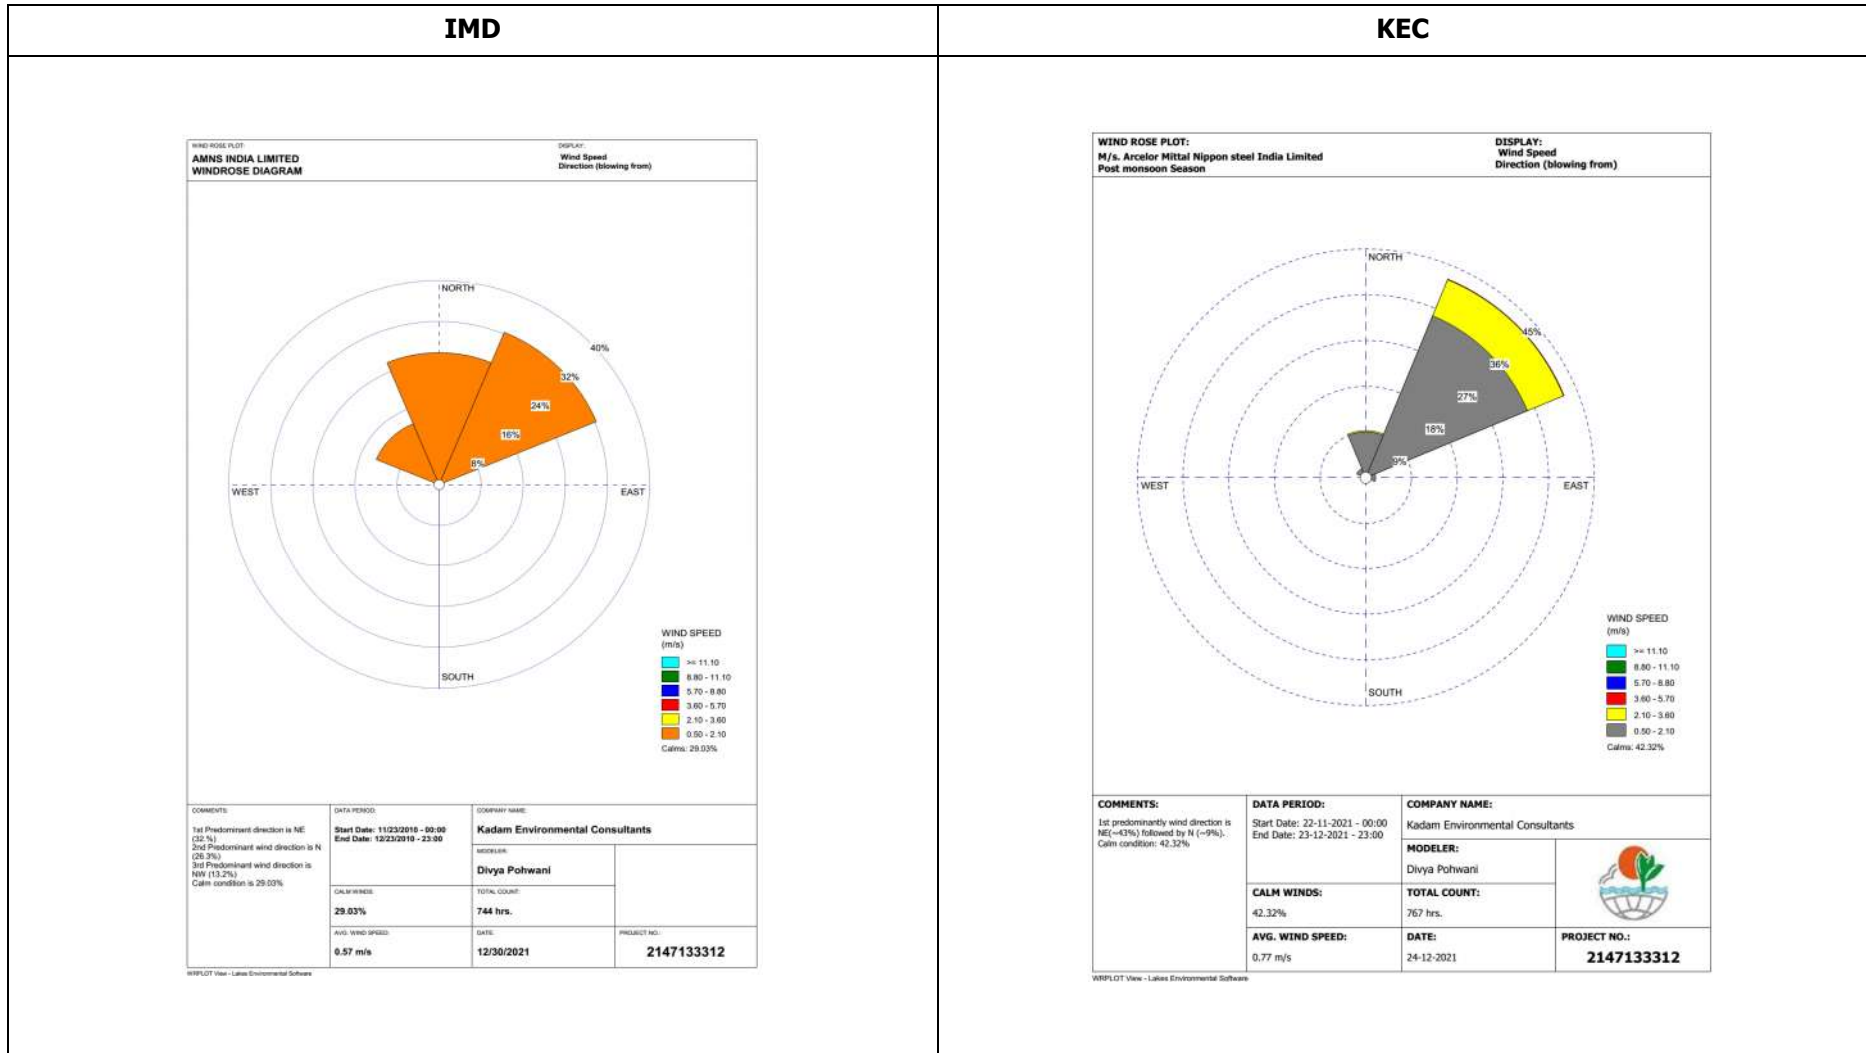 IMD
KEC
WIND ROSE PLOT:
AMNS INDIA LIMITED
WINDROSE DIAGRAM
DISPLAY:
Wind Speed
Direction (blowing from)
NORTH
40%
32%
24%
16%
8%
WEST
EAST
SOUTH
WIND SPEED
(m/s)
>= 11.10
8.80 - 11.10
5.70 - 8.80
3.60 - 5.70
2.10 - 3.60
0.50 - 2.10
Calms: 29.03%
COMMENTS:
1st Predominant direction is NE
(32 %)
2nd Predominant wind direction is N
(26.3%)
3rd Predominant wind direction is
NW (13.2%)
Calm condition is 29.03%
DATA PERIOD:
Start Date: 11/23/2010 - 00:00
End Date: 12/23/2010 - 23:00
COMPANY NAME:
Kadam Environmental Consultants
MODELER:
Divya Pohwani
CALM WINDS:
29.03%
TOTAL COUNT:
744 hrs.
AVG. WIND SPEED:
0.57 m/s
DATE:
12/30/2021
PROJECT NO.:
2147133312
WRPLOT View - Lakes Environmental Software
WIND ROSE PLOT:
M/s. Arcelor Mittal Nippon steel India Limited
Post monsoon Season
DISPLAY:
Wind Speed
Direction (blowing from)
NORTH
45%
36%
27%
18%
9%
WEST
EAST
SOUTH
WIND SPEED
(m/s)
>= 11.10
8.80 - 11.10
5.70 - 8.80
3.60 - 5.70
2.10 - 3.60
0.50 - 2.10
Calms: 42.32%
COMMENTS:
1st predominantly wind direction is
NE(~43%) followed by N (~9%).
Calm condition: 42.32%
DATA PERIOD:
Start Date: 22-11-2021 - 00:00
End Date: 23-12-2021 - 23:00
COMPANY NAME:
Kadam Environmental Consultants
MODELER:
Divya Pohwani
CALM WINDS:
42.32%
TOTAL COUNT:
767 hrs.
AVG. WIND SPEED:
0.77 m/s
DATE:
24-12-2021
PROJECT NO.:
2147133312
WRPLOT View - Lakes Environmental Software